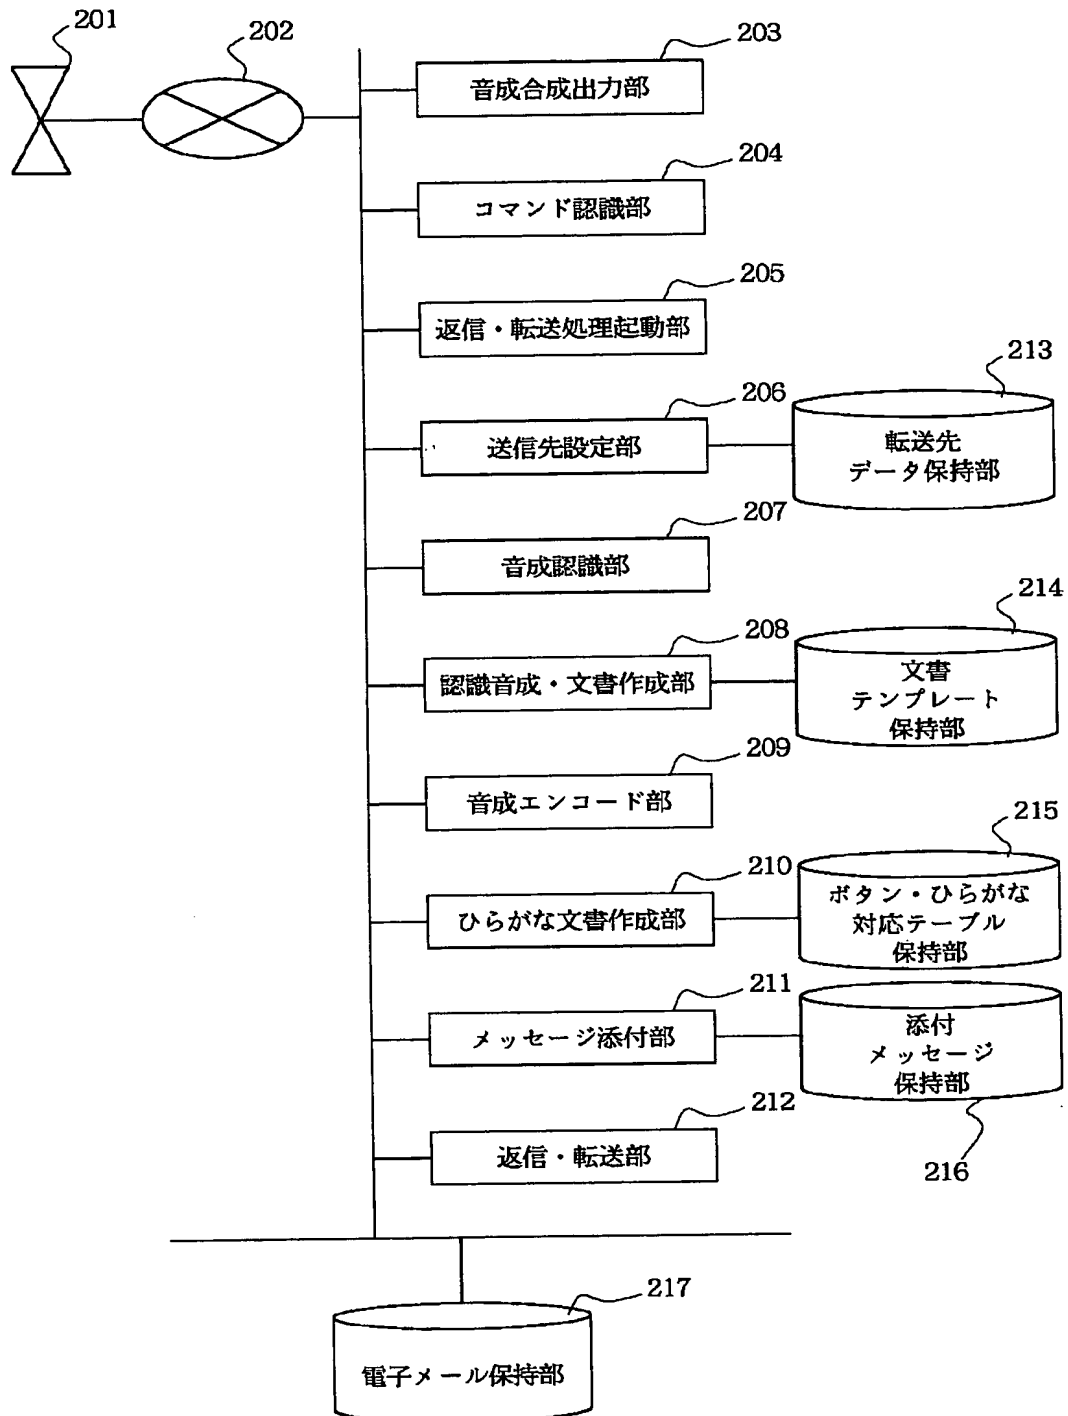 201
202
203
音成合成出力部
204
コマンド認識部
205
返信・転送処理起動部
206
送信先設定部
213
転送先
データ保持部
207
音成認識部
208
認識音成・文書作成部
214
文書
テンプレート
保持部
209
音成エンコード部
210
ひらがな文書作成部
215
ボタン・ひらがな
対応テーブル
保持部
211
メッセージ添付部
添付
メッセージ
保持部
216
212
返信・転送部
217
電子メール保持部